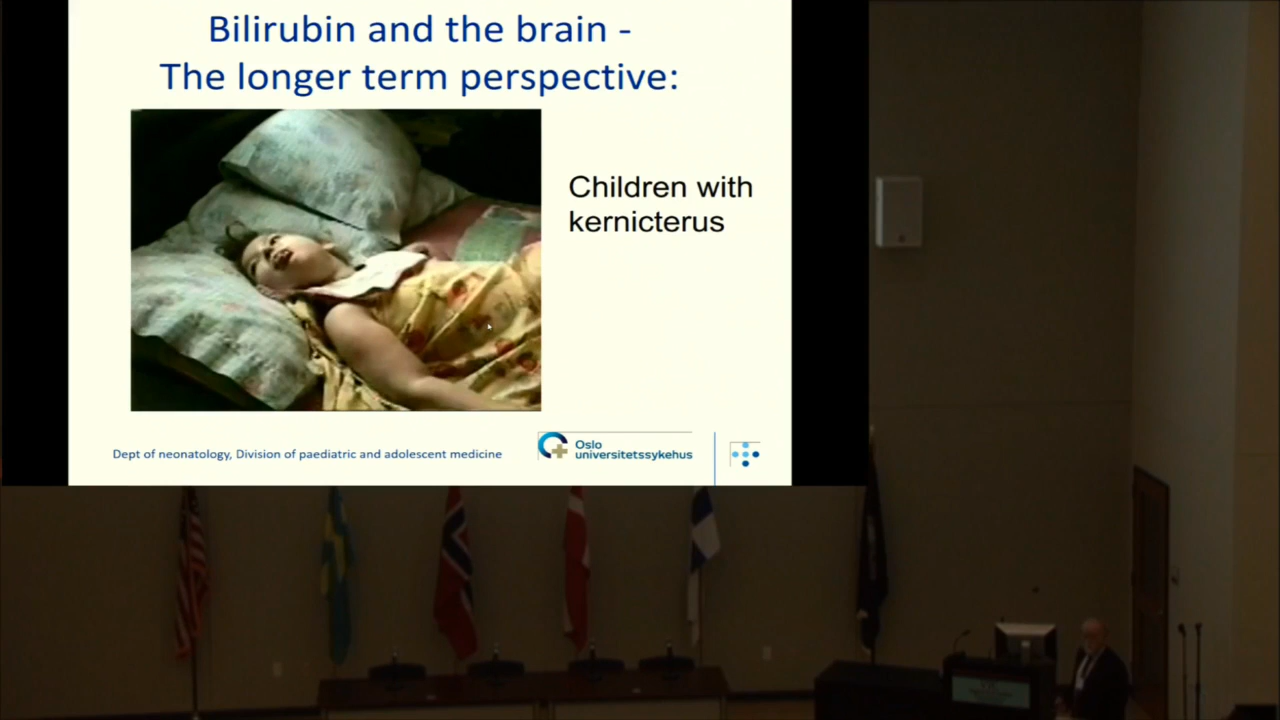 Bilirubin and the brain -
The longer term perspective:
Children with
kernicterus
Dept of neonatology, Division of paediatric and adolescent medicine
Oslo
universitetssykehus